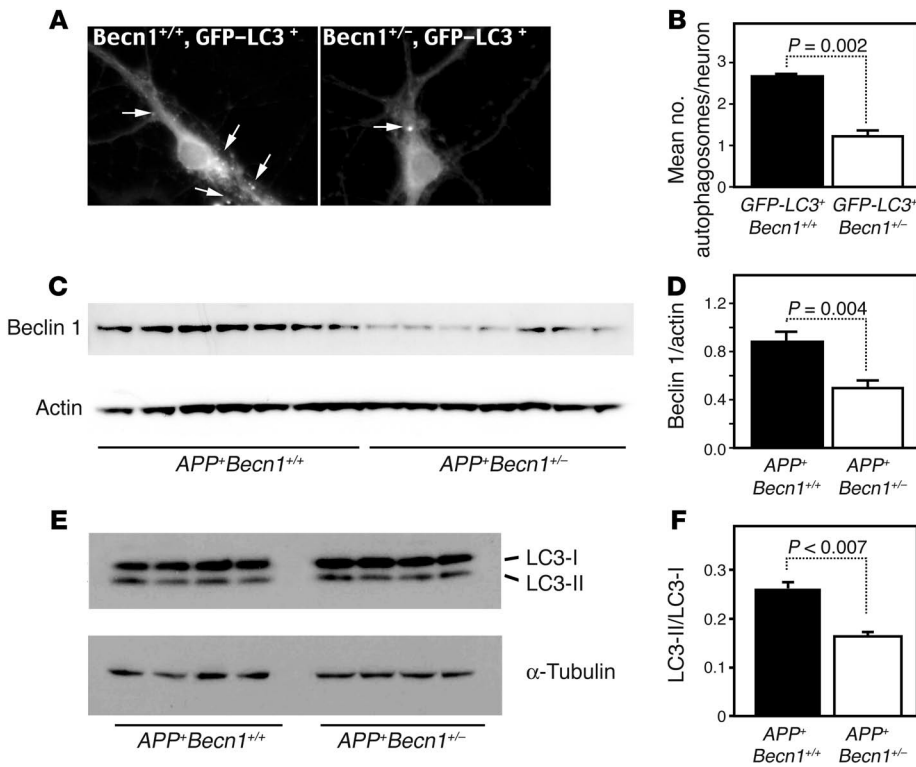 A
Becn1+/+, GFP–LC3 +
Becn1+/–, GFP–LC3 +
B
Mean no.
autophagosomes/neuron
3
2
1
0
P = 0.002
GFP-LC3+
Becn1+/+
GFP-LC3+
Becn1+/–
C
Beclin 1
Actin
APP+Becn1+/+
APP+Becn1+/–
D
Beclin 1/actin
1.2
0.8
0.4
0.0
P = 0.004
APP+
Becn1+/+
APP+
Becn1+/–
E
LC3-I
LC3-II
α-Tubulin
APP+Becn1+/+
APP+Becn1+/–
F
LC3-II/LC3-I
0.3
0.2
0.1
0
P < 0.007
APP+
Becn1+/+
APP+
Becn1+/–